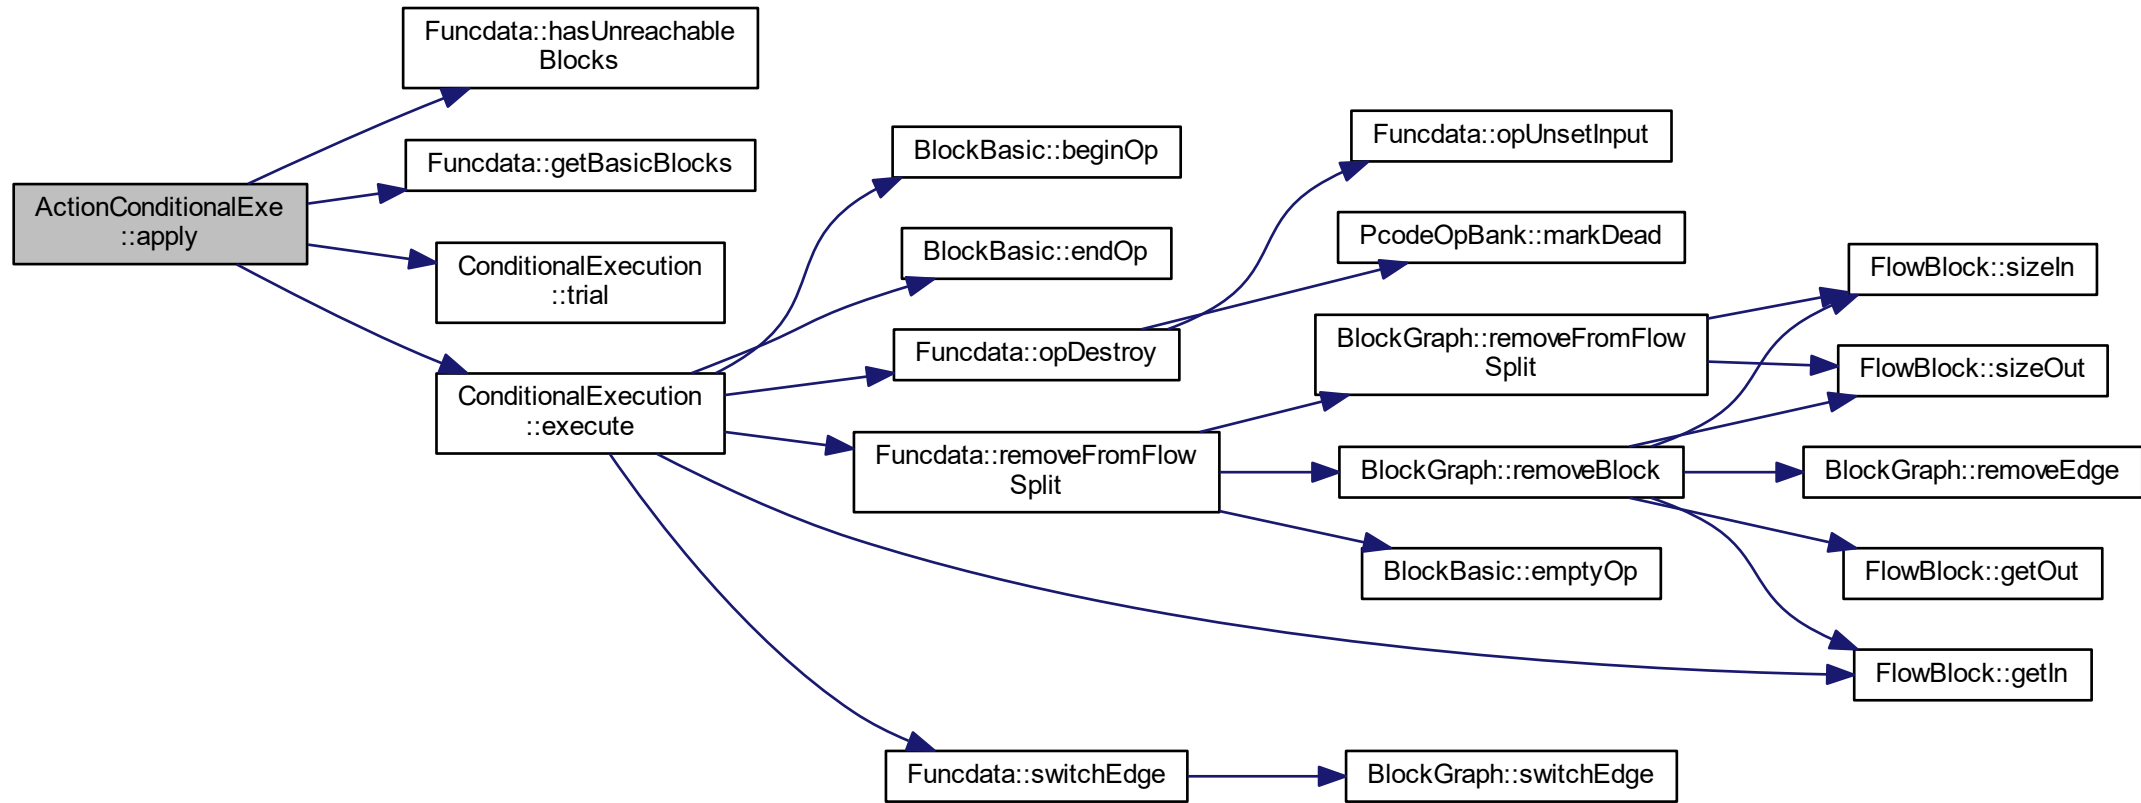 Funcdata::hasUnreachable
Blocks
Funcdata::getBasicBlocks
ActionConditionalExe
::apply
ConditionalExecution
::trial
ConditionalExecution
::execute
BlockBasic::beginOp
BlockBasic::endOp
Funcdata::opDestroy
Funcdata::removeFromFlow
Split
Funcdata::switchEdge
Funcdata::opUnsetInput
PcodeOpBank::markDead
BlockGraph::removeFromFlow
Split
BlockGraph::removeBlock
BlockBasic::emptyOp
BlockGraph::switchEdge
FlowBlock::sizeIn
FlowBlock::sizeOut
BlockGraph::removeEdge
FlowBlock::getOut
FlowBlock::getIn